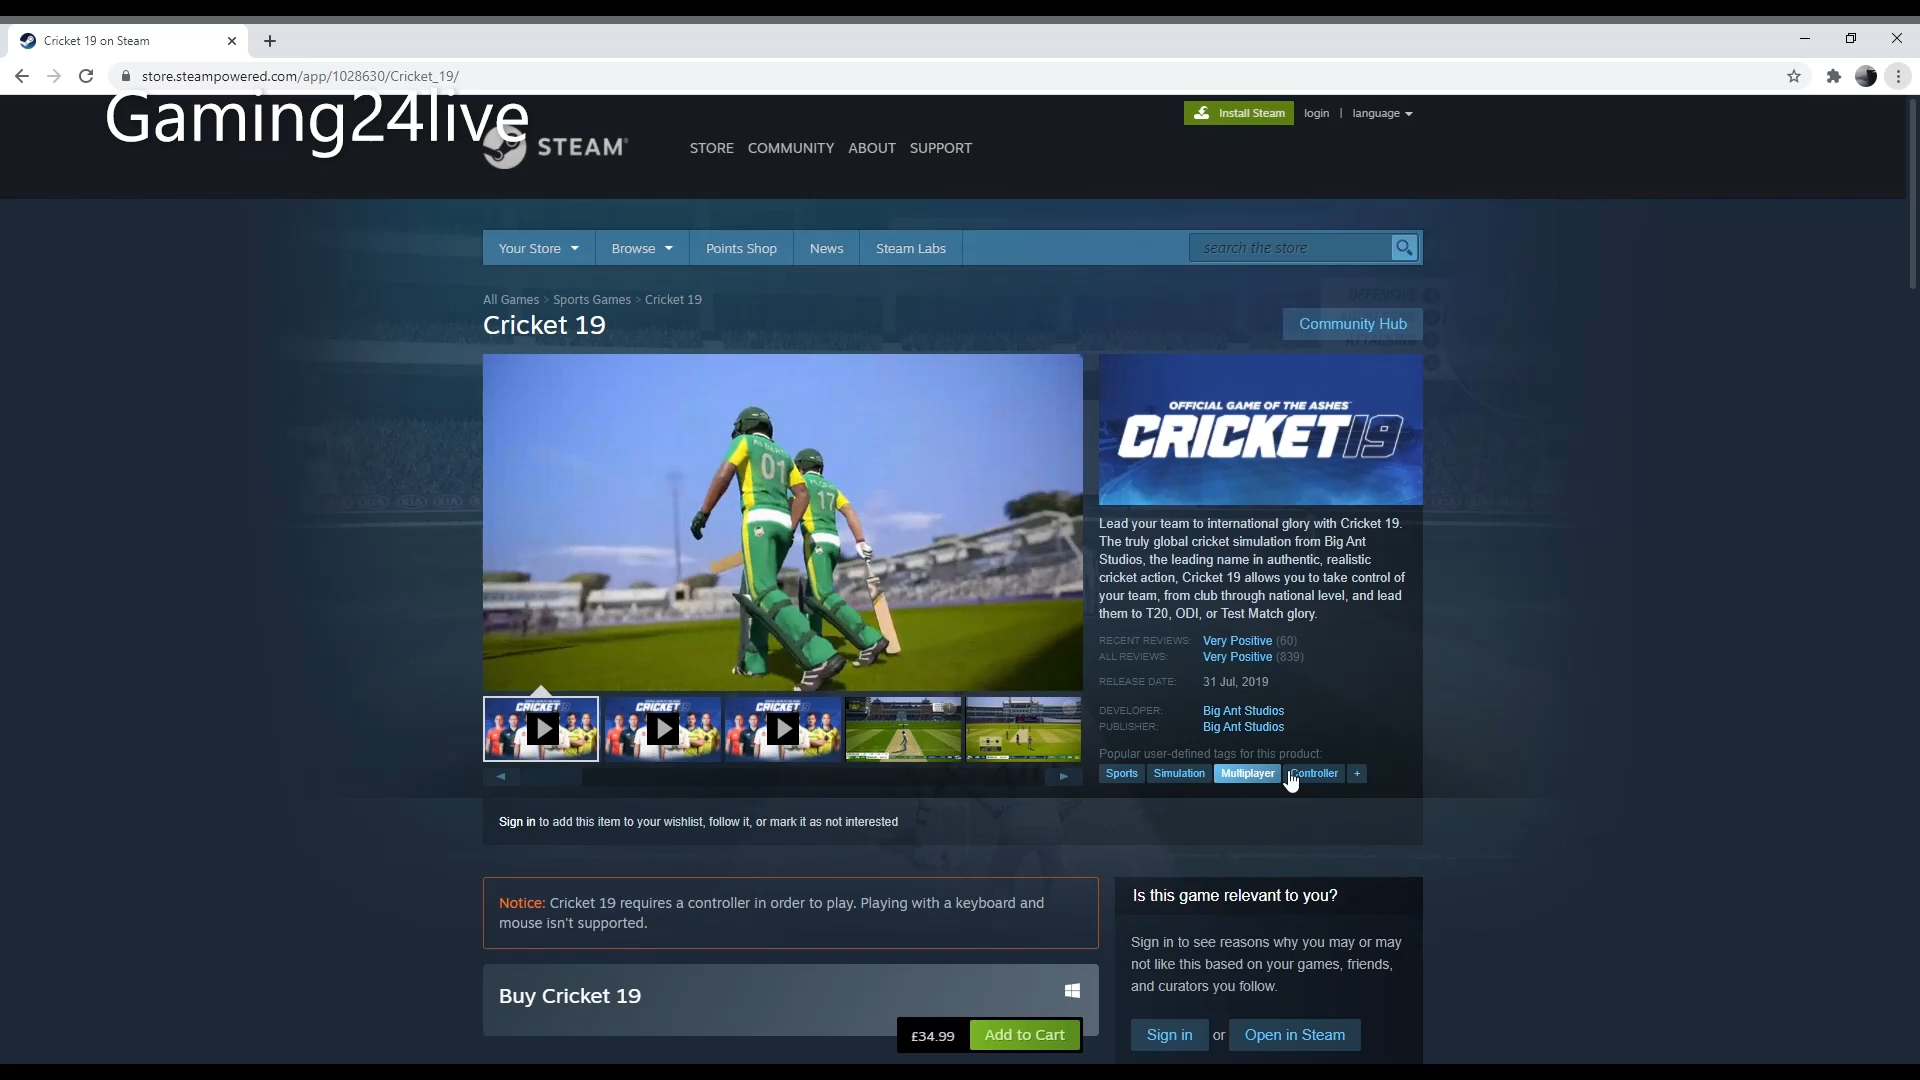 Cricket 19 on Steam
store.steampowered.com/app/1028630/Cricket_19/
Gaming24live
Install Steam
login | language
STEAM
STORE COMMUNITY ABOUT SUPPORT
Your Store Browse Points Shop News Steam Labs
search the store
All Games > Sports Games > Cricket 19
Cricket 19
Community Hub
DEFENSIVE
ATTACKING
01
17
OFFICIAL GAME OF THE ASHES
CRICKET19
Lead your team to international glory with Cricket 19.
The truly global cricket simulation from Big Ant
Studios, the leading name in authentic, realistic
cricket action, Cricket 19 allows you to take control of
your team, from club through national level, and lead
them to T20, ODI, or Test Match glory.
RECENT REVIEWS: Very Positive (60)
ALL REVIEWS: Very Positive (839)
RELEASE DATE: 31 Jul, 2019
DEVELOPER: Big Ant Studios
PUBLISHER: Big Ant Studios
Popular user-defined tags for this product:
Sports Simulation Multiplayer Controller +
CRICKET19
CRICKET19
CRICKET19
Sign in to add this item to your wishlist, follow it, or mark it as not interested
Notice: Cricket 19 requires a controller in order to play. Playing with a keyboard and
mouse isn't supported.
Buy Cricket 19
£34.99 Add to Cart
Is this game relevant to you?
Sign in to see reasons why you may or may
not like this based on your games, friends,
and curators you follow.
Sign in or Open in Steam